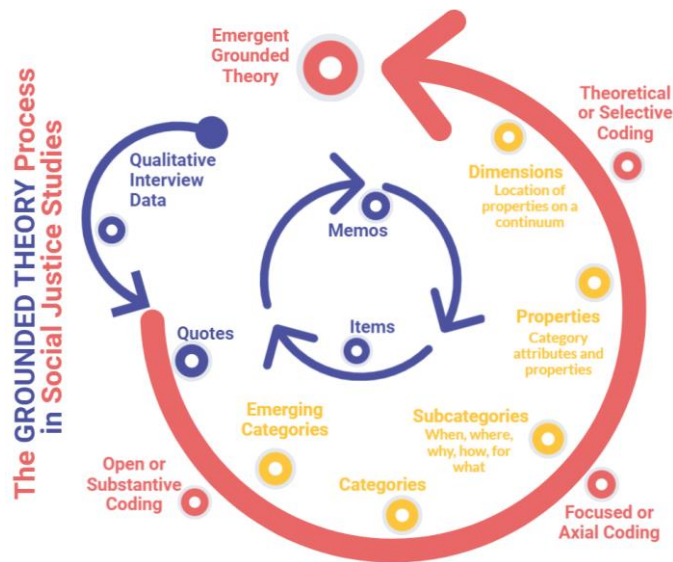 The GROUNDED THEORY Process
in Social Justice Studies
Emergent
Grounded
Theory
Qualitative
Interview
Data
Quotes
Memos
Items
Open or
Substantive
Coding
Emerging
Categories
Categories
Subcategories
When, where,
why, how, for
what
Focused or
Axial Coding
Properties
Category
attributes and
properties
Dimensions
Location of
properties on a
continuum
Theoretical
or Selective
Coding